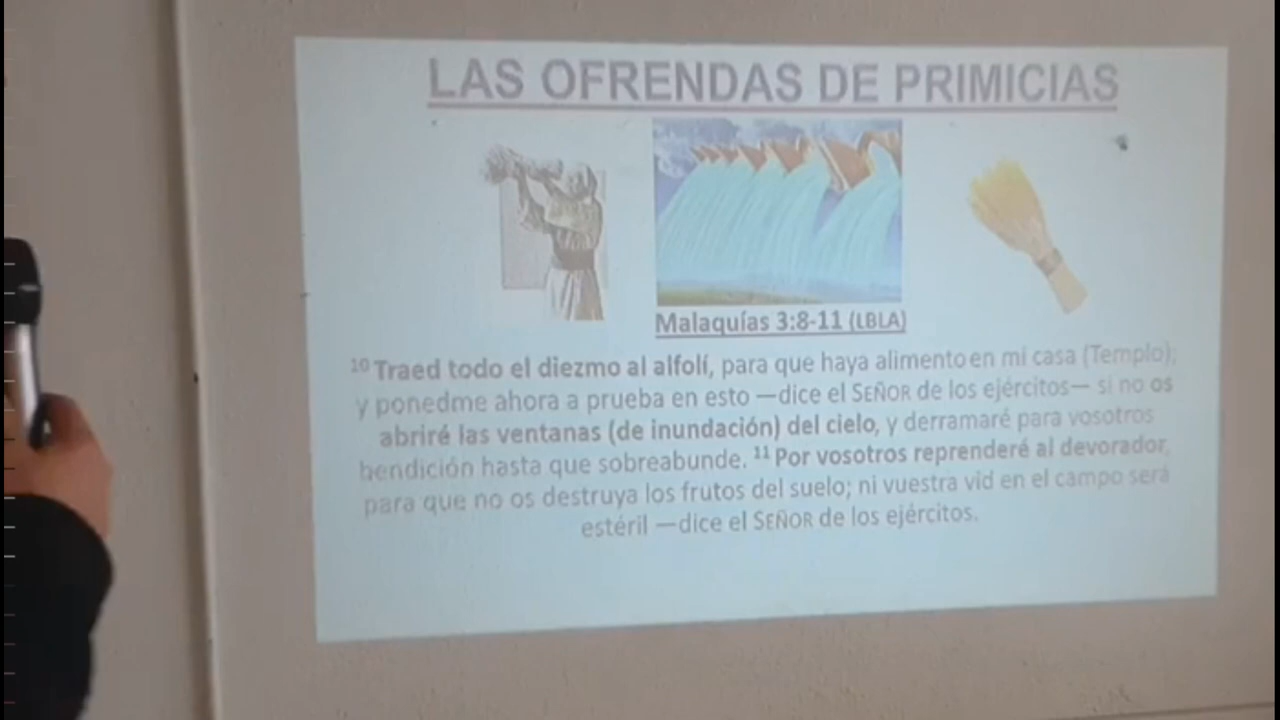 LAS OFRENDAS DE PRIMICIAS
Malaquías 3:8-11 (LBLA)
¹⁰ Traed todo el diezmo al alfolí, para que haya alimento en mi casa (Templo);
y ponedme ahora a prueba en esto —dice el SEÑOR de los ejércitos— si no os
abriré las ventanas (de inundación) del cielo, y derramaré para vosotros
bendición hasta que sobreabunde. ¹¹ Por vosotros reprenderé al devorador,
para que no os destruya los frutos del suelo; ni vuestra vid en el campo será
estéril —dice el SEÑOR de los ejércitos.